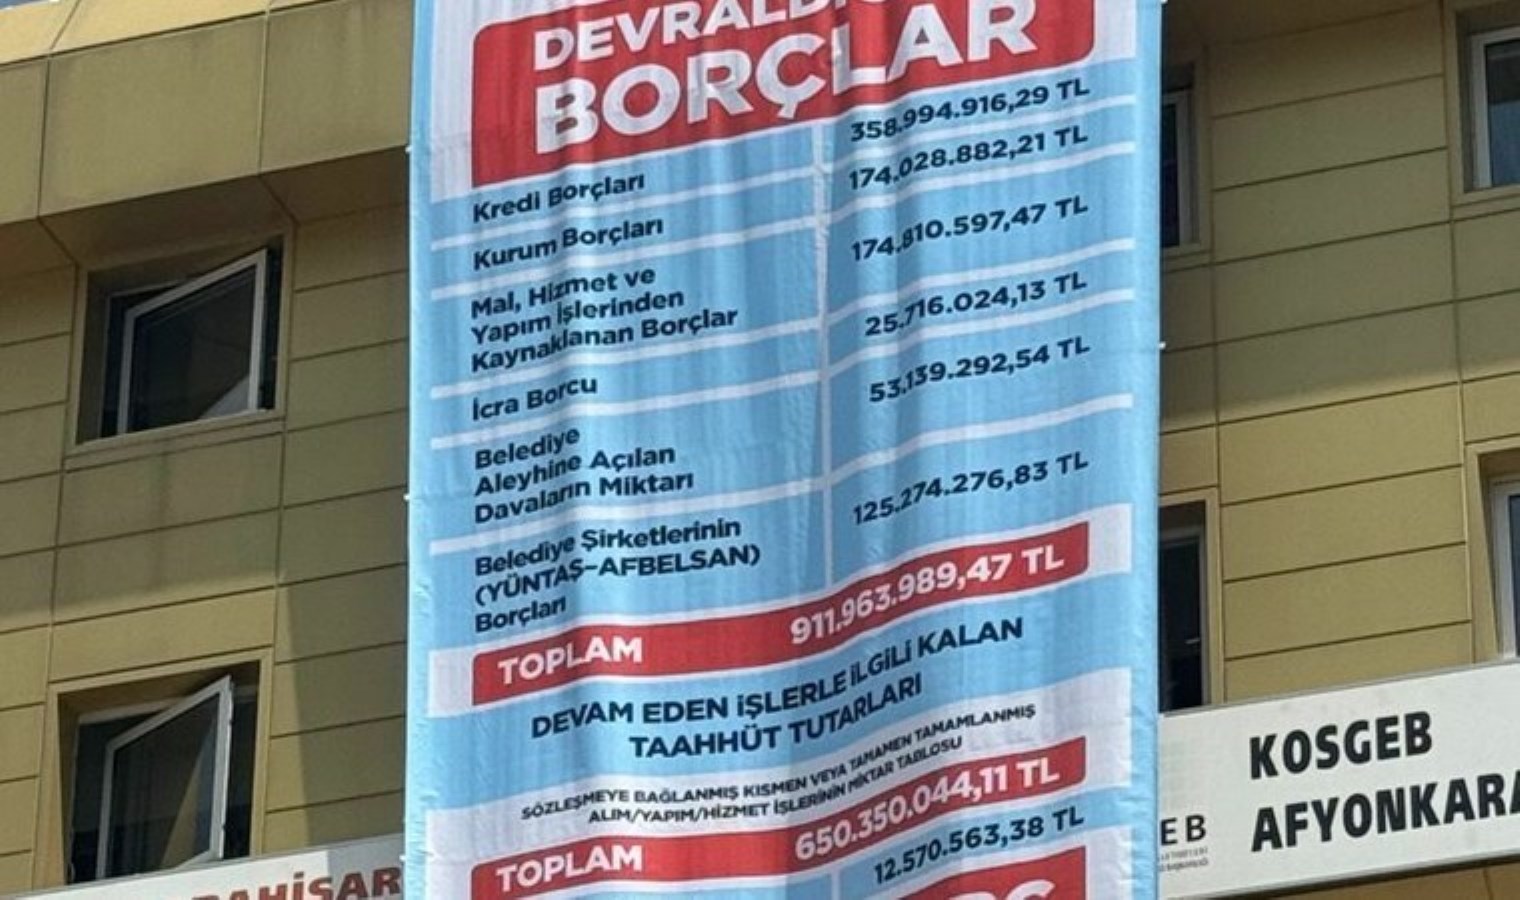 BORÇLAR
Kredi Borçları 358.994.916,29 TL
Kurum Borçları 174.028.882,21 TL
Mal, Hizmet ve
Yapım İşlerinden
Kaynaklanan Borçlar 174.810.597,47 TL
İcra Borcu 25.716.024,13 TL
Belediye
Aleyhine Açılan
Davaların Miktarı 53.139.292,54 TL
Belediye Şirketlerinin
(YÜNTAŞ-AFBELSAN)
Borçları 125.274.276,83 TL
TOPLAM 911.963.989,47 TL
DEVAM EDEN İŞLERLE İLGİLİ KALAN
TAAHHÜT TUTARLARI
SÖZLEŞMEYE BAĞLANMIŞ KISMEN VEYA TAMAMEN TAMAMLANMIŞ
ALIM/YAPIM/HİZMET İŞLERİNİN MİKTAR TABLOSU
TOPLAM 650.350.044,11 TL
12.570.563,38 TL
KOSGEB
AFYONKARA
EB